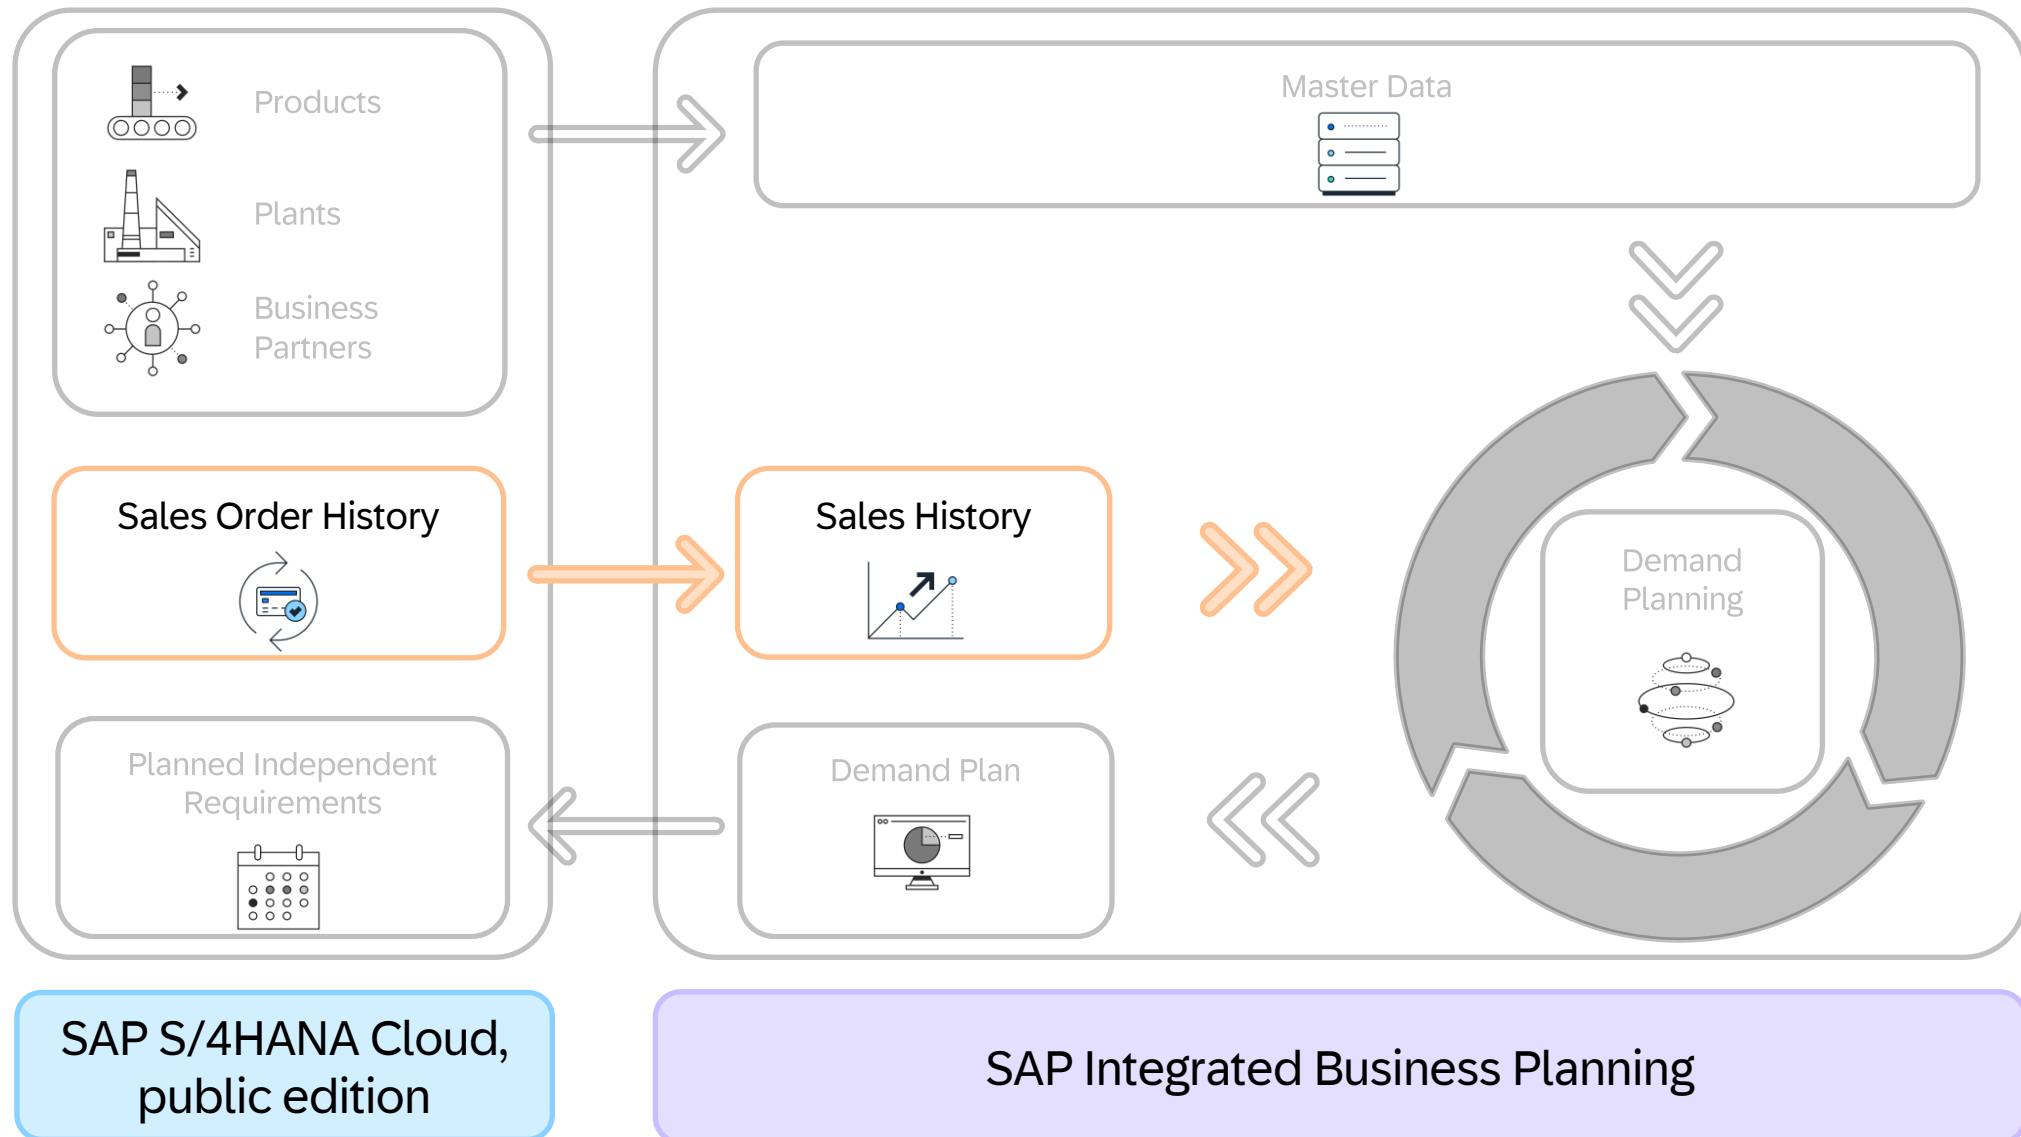 Products
Plants
Business
Partners
Master Data
Sales Order History
Sales History
Demand
Planning
Planned Independent
Requirements
Demand Plan
SAP S/4HANA Cloud,
public edition
SAP Integrated Business Planning